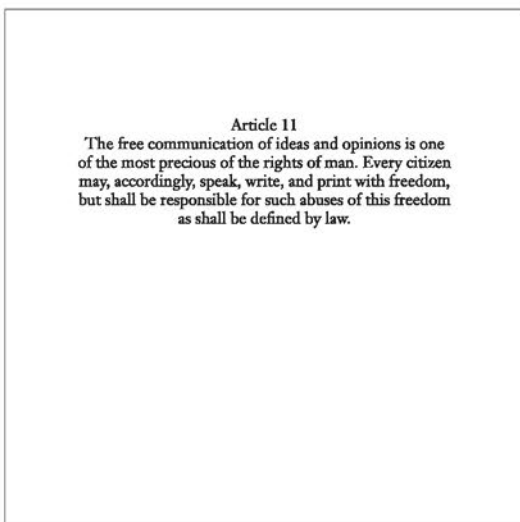 Article 11
The free communication of ideas and opinions is one
of the most precious of the rights of man. Every citizen
may, accordingly, speak, write, and print with freedom,
but shall be responsible for such abuses of this freedom
as shall be defined by law.